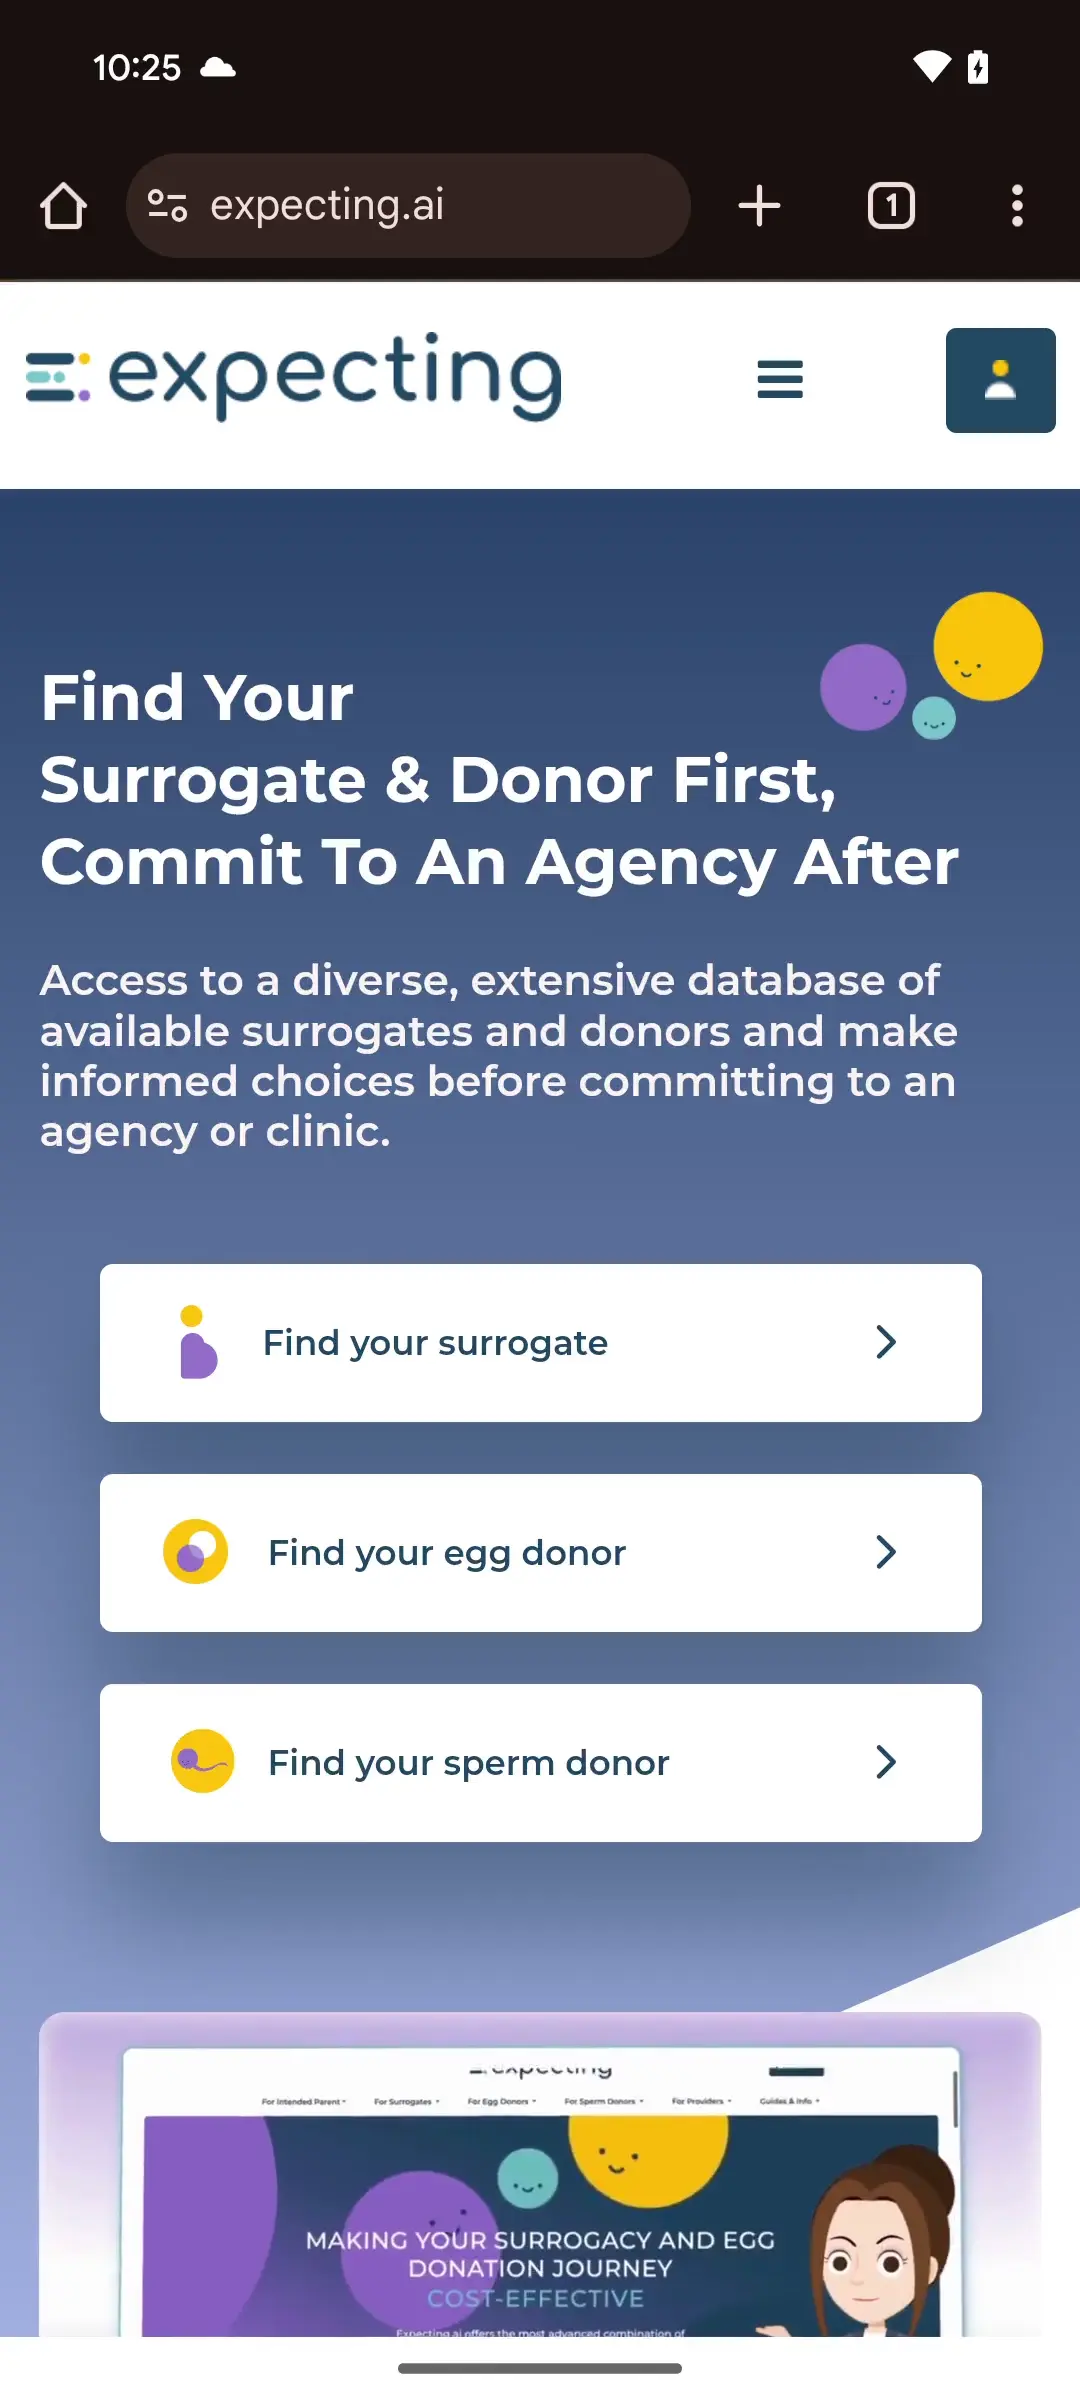 10:25
expecting.ai
1
expecting
Find Your
Surrogate & Donor First,
Commit To An Agency After
Access to a diverse, extensive database of
available surrogates and donors and make
informed choices before committing to an
agency or clinic.
Find your surrogate
Find your egg donor
Find your sperm donor
expecting
For Intended Parent For Surrogates For Egg Donors For Sperm Donors For Providers Guides & Info
MAKING YOUR SURROGACY AND EGG
DONATION JOURNEY
COST-EFFECTIVE
Expecting.ai offers the most advanced combination of